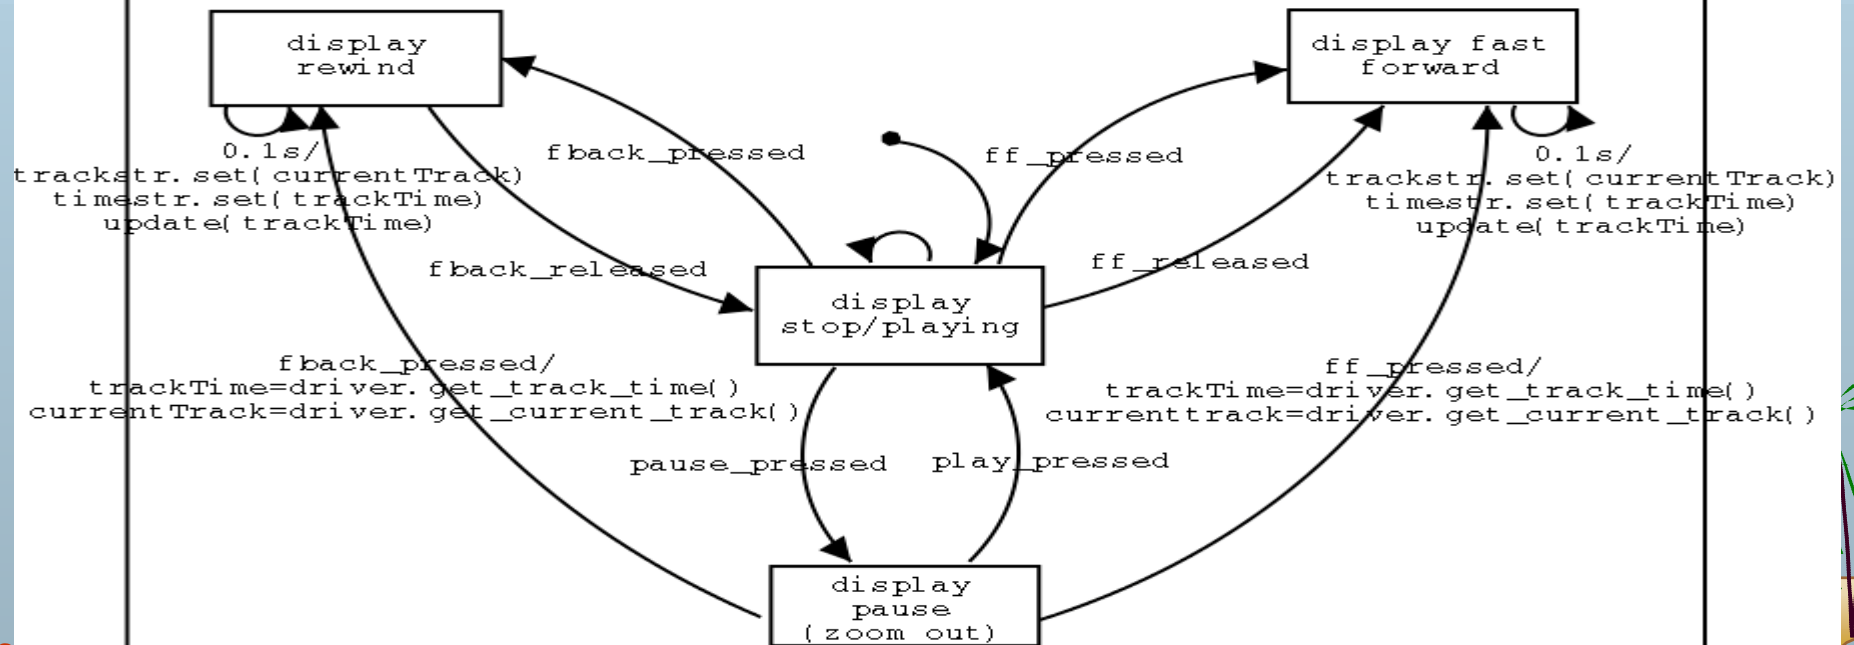 display
rewind
display fast
forward
fback_pressed
ff_pressed
0.1s/
trackstr.set(currentTrack)
timestr.set(trackTime)
update(trackTime)
0.1s/
trackstr.set(currentTrack)
timestr.set(trackTime)
update(trackTime)
fback_released
ff_released
display
stop/playing
fback_pressed/
trackTime=driver.get_track_time()
currentTrack=driver.get_current_track()
ff_pressed/
trackTime=driver.get_track_time()
currenttrack=driver.get_current_track()
pause_pressed
play_pressed
display
pause
(zoom out)